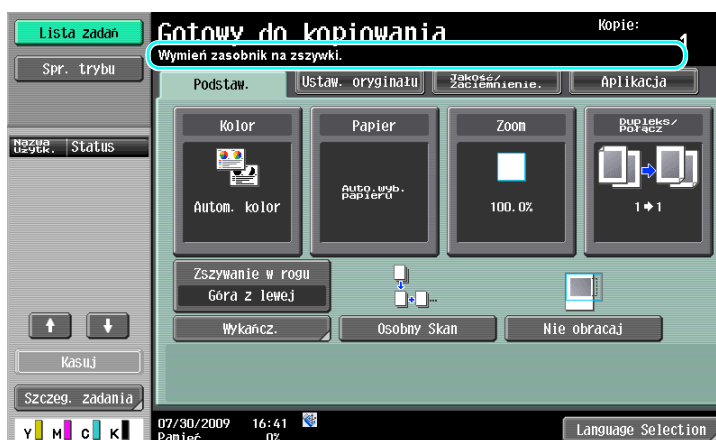 Lista zadań
Spr. trybu
Nazwa użytk. Status
Kasuj
Szczeg. zadania
Y M C K
Gotowy do kopiowania
Kopie:
1
Wymień zasobnik na zszywki.
Podstaw.
Ustaw. oryginału
Jakość/
Zaciemnienie.
Aplikacja
Kolor
Papier
Zoom
Dupleks/
Połącz
Autom. kolor
Auto.wyb.
papieru
100.0%
1 → 1
Zszywanie w rogu
Góra z lewej
Wykańcz.
Osobny Skan
Nie obracaj
07/30/2009 16:41
Pamięć 0%
Language Selection